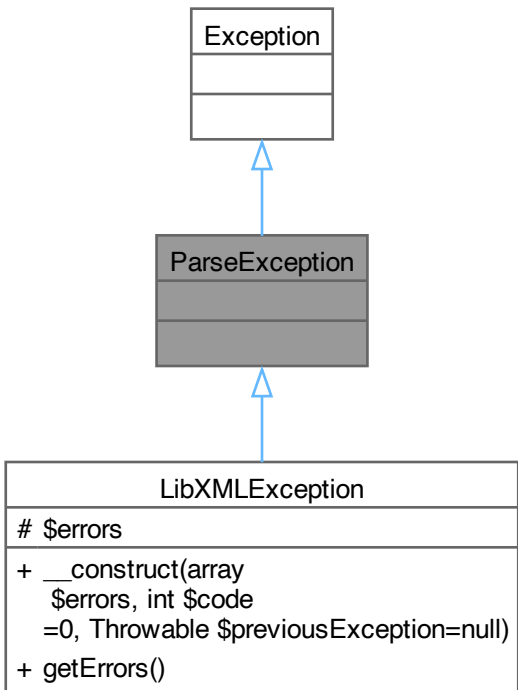 Exception
ParseException
LibXMLException
# $errors
+ __construct(array
$errors, int $code
=0, Throwable $previousException=null)
+ getErrors()